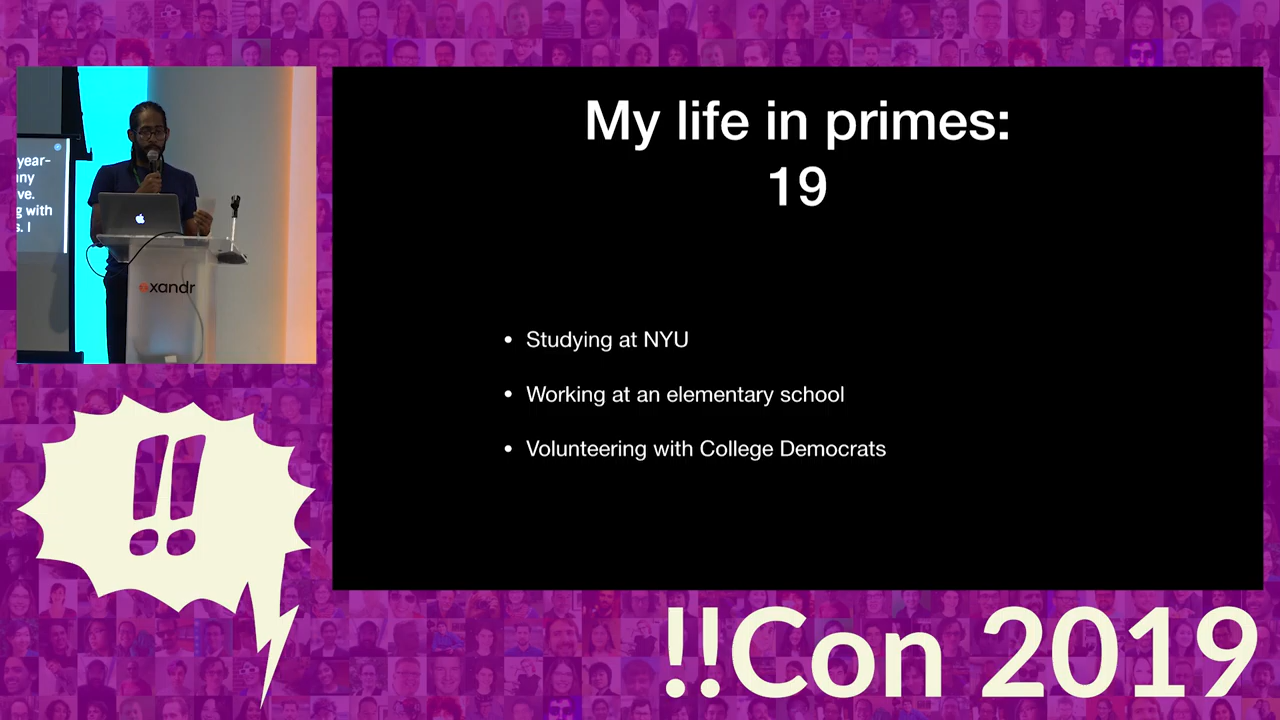 year-
ny
ve.
g with
s. I
xandr
My life in primes:
19
• Studying at NYU
• Working at an elementary school
• Volunteering with College Democrats
!!
!!Con 2019